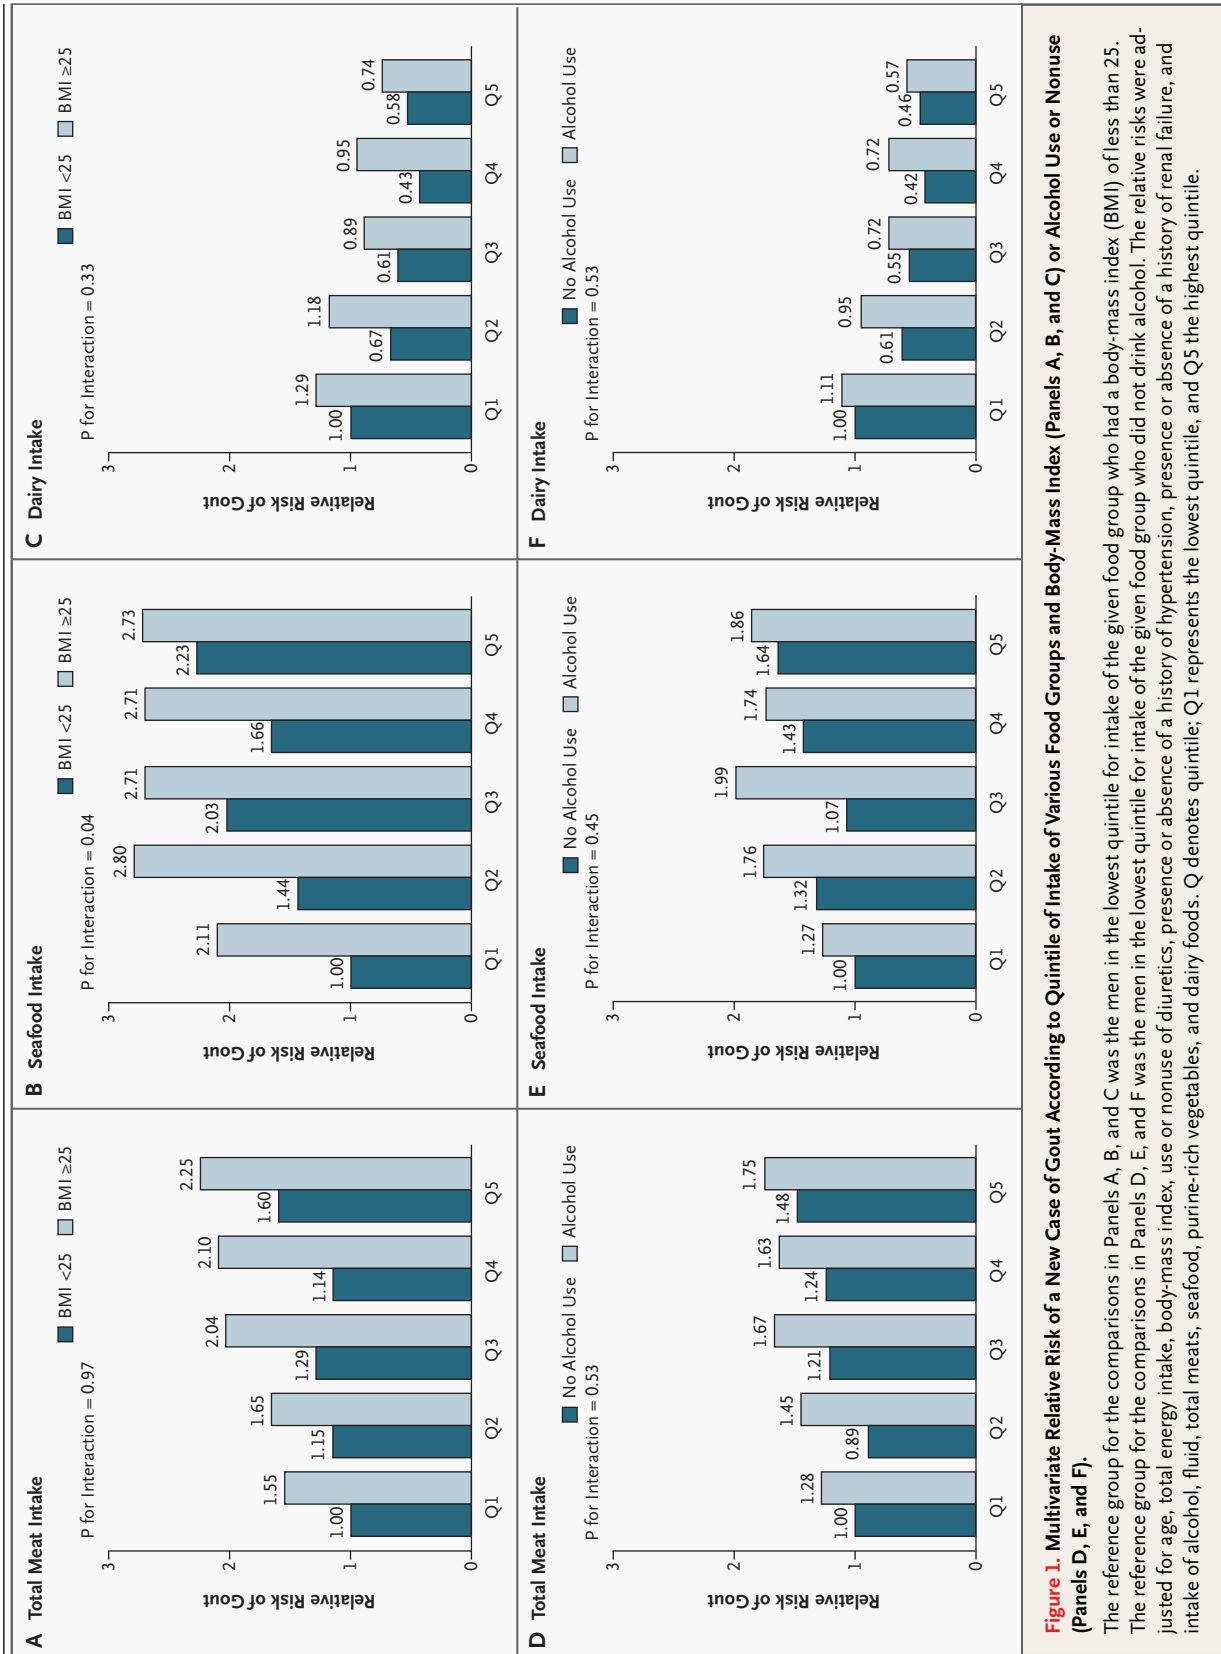 A Total Meat Intake
BMI <25 BMI ≥25
P for Interaction = 0.97
Relative Risk of Gout
3
2
1
0
1.00
1.55
1.15
1.65
1.29
2.04
1.14
2.10
1.60
2.25
Q1 Q2 Q3 Q4 Q5
B Seafood Intake
BMI <25 BMI ≥25
P for Interaction = 0.04
Relative Risk of Gout
3
2
1
0
1.00
2.11
1.44
2.80
2.03
2.71
1.66
2.71
2.23
2.73
Q1 Q2 Q3 Q4 Q5
C Dairy Intake
BMI <25 BMI ≥25
P for Interaction = 0.33
Relative Risk of Gout
3
2
1
0
1.00
1.29
0.67
1.18
0.61
0.89
0.43
0.95
0.58
0.74
Q1 Q2 Q3 Q4 Q5
D Total Meat Intake
No Alcohol Use Alcohol Use
P for Interaction = 0.53
Relative Risk of Gout
3
2
1
0
1.00
1.28
0.89
1.45
1.21
1.67
1.24
1.63
1.48
1.75
Q1 Q2 Q3 Q4 Q5
E Seafood Intake
No Alcohol Use Alcohol Use
P for Interaction = 0.45
Relative Risk of Gout
3
2
1
0
1.00
1.27
1.32
1.76
1.07
1.99
1.43
1.74
1.64
1.86
Q1 Q2 Q3 Q4 Q5
F Dairy Intake
No Alcohol Use Alcohol Use
P for Interaction = 0.53
Relative Risk of Gout
3
2
1
0
1.00
1.11
0.61
0.95
0.55
0.72
0.42
0.72
0.46
0.57
Q1 Q2 Q3 Q4 Q5
Figure 1. Multivariate Relative Risk of a New Case of Gout According to Quintile of Intake of Various Food Groups and Body-Mass Index (Panels A, B, and C) or Alcohol Use or Nonuse
(Panels D, E, and F).
The reference group for the comparisons in Panels A, B, and C was the men in the lowest quintile for intake of the given food group who had a body-mass index (BMI) of less than 25.
The reference group for the comparisons in Panels D, E, and F was the men in the lowest quintile for intake of the given food group who did not drink alcohol. The relative risks were ad-
justed for age, total energy intake, body-mass index, use or nonuse of diuretics, presence or absence of a history of hypertension, presence or absence of a history of renal failure, and
intake of alcohol, fluid, total meats, seafood, purine-rich vegetables, and dairy foods. Q denotes quintile; Q1 represents the lowest quintile, and Q5 the highest quintile.